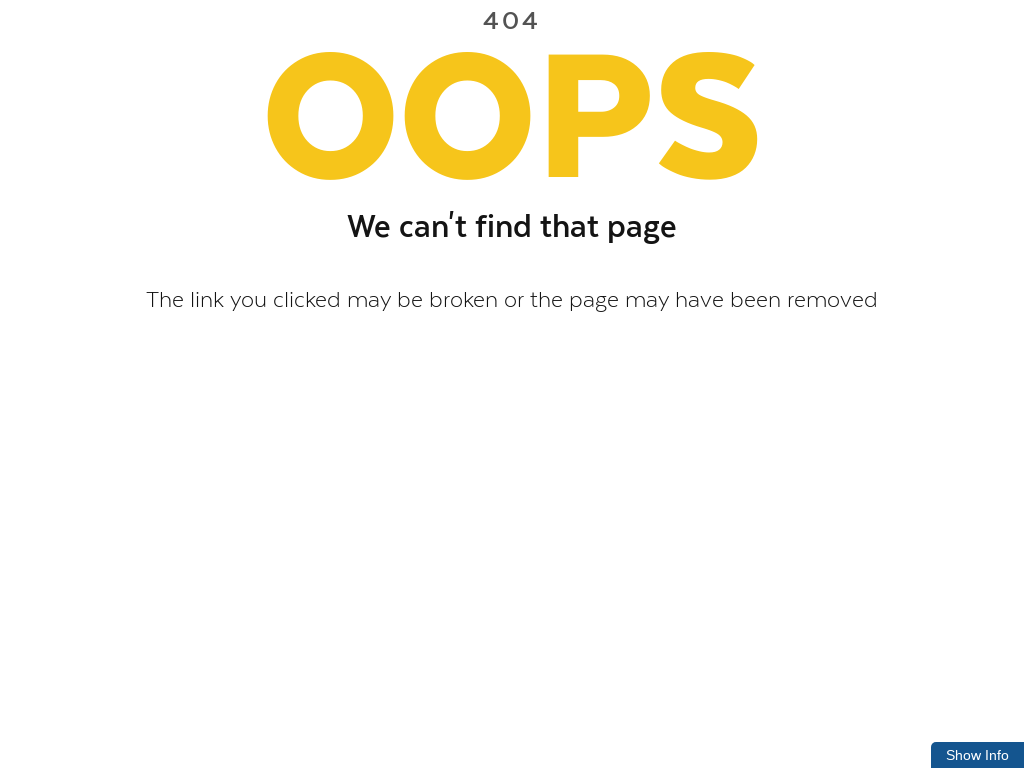 404
OOPS
We can't find that page
The link you clicked may be broken or the page may have been removed
Show Info